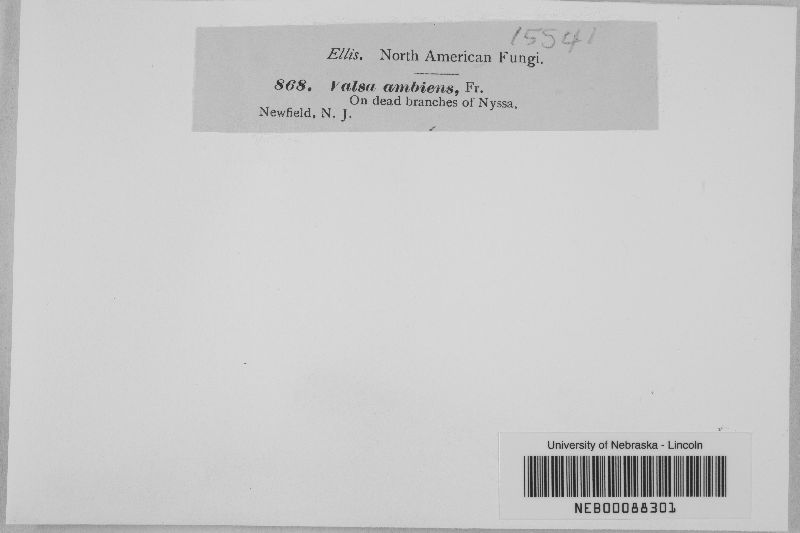 15541
Ellis. North American Fungi.
868. Valsa ambiens, Fr.
On dead branches of Nyssa.
Newfield, N. J.
University of Nebraska - Lincoln
NEB00088301